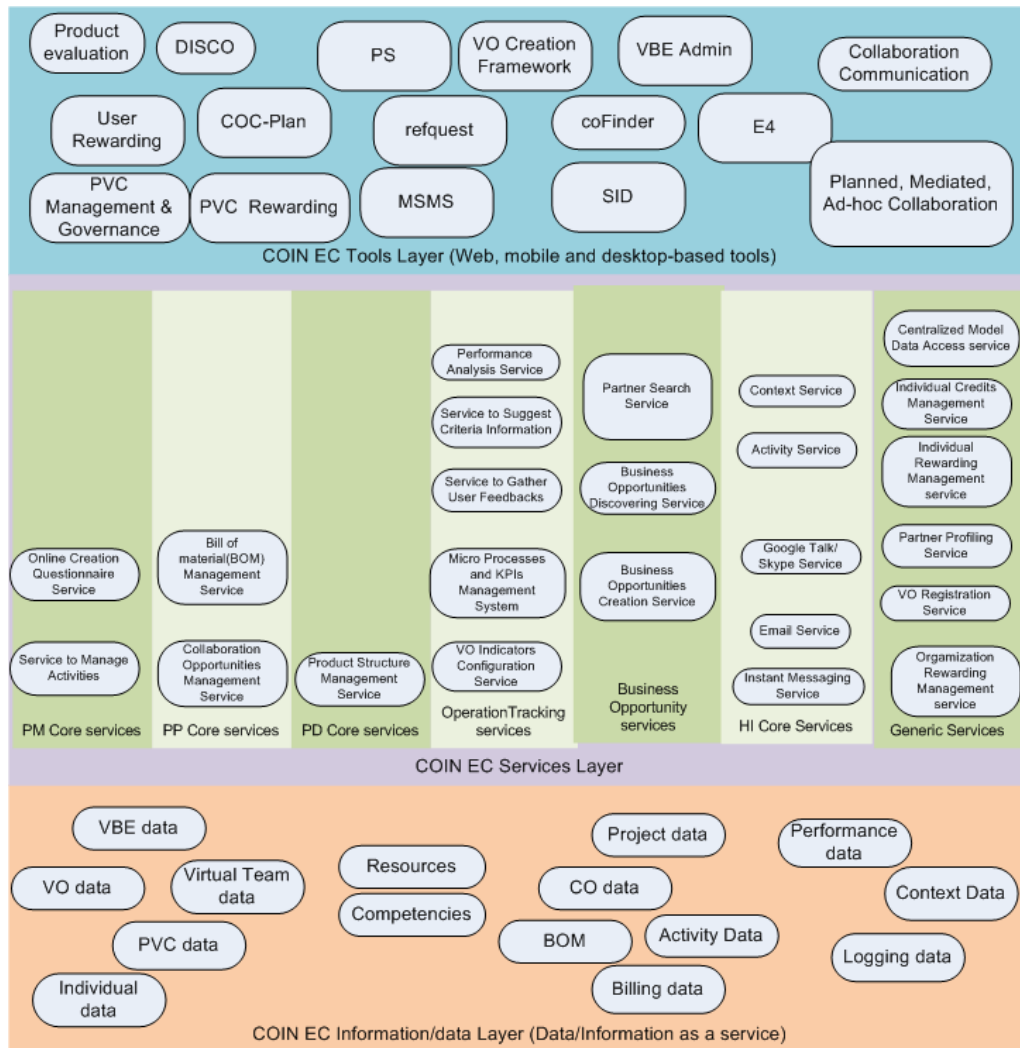 Product
evaluation
DISCO
PS
VO Creation
Framework
VBE Admin
Collaboration
Communication
User
Rewarding
COC-Plan
refquest
coFinder
E4
PVC
Management &
Governance
PVC Rewarding
MSMS
SID
Planned, Mediated,
Ad-hoc Collaboration
COIN EC Tools Layer (Web, mobile and desktop-based tools)
Online Creation
Questionnaire
Service
Service to Manage
Activities
PM Core services
Bill of
material(BOM)
Management
Service
Collaboration
Opportunities
Management
Service
PP Core services
Product Structure
Management
Service
PD Core services
Performance
Analysis Service
Service to Suggest
Criteria Information
Service to Gather
User Feedbacks
Micro Processes
and KPIs
Management
System
VO Indicators
Configuration
Service
OperationTracking
services
Partner Search
Service
Business
Opportunities
Discovering Service
Business
Opportunities
Creation Service
Business
Opportunity
services
Context Service
Activity Service
Google Talk/
Skype Service
Email Service
Instant Messaging
Service
HI Core Services
Centralized Model
Data Access service
Individual Credits
Management
Service
Individual
Rewarding
Management
service
Partner Profiling
Service
VO Registration
Service
Organization
Rewarding
Management
service
Generic Services
COIN EC Services Layer
VBE data
VO data
Virtual Team
data
PVC data
Individual
data
Resources
Competencies
Project data
CO data
BOM
Activity Data
Billing data
Performance
data
Context Data
Logging data
COIN EC Information/data Layer (Data/Information as a service)